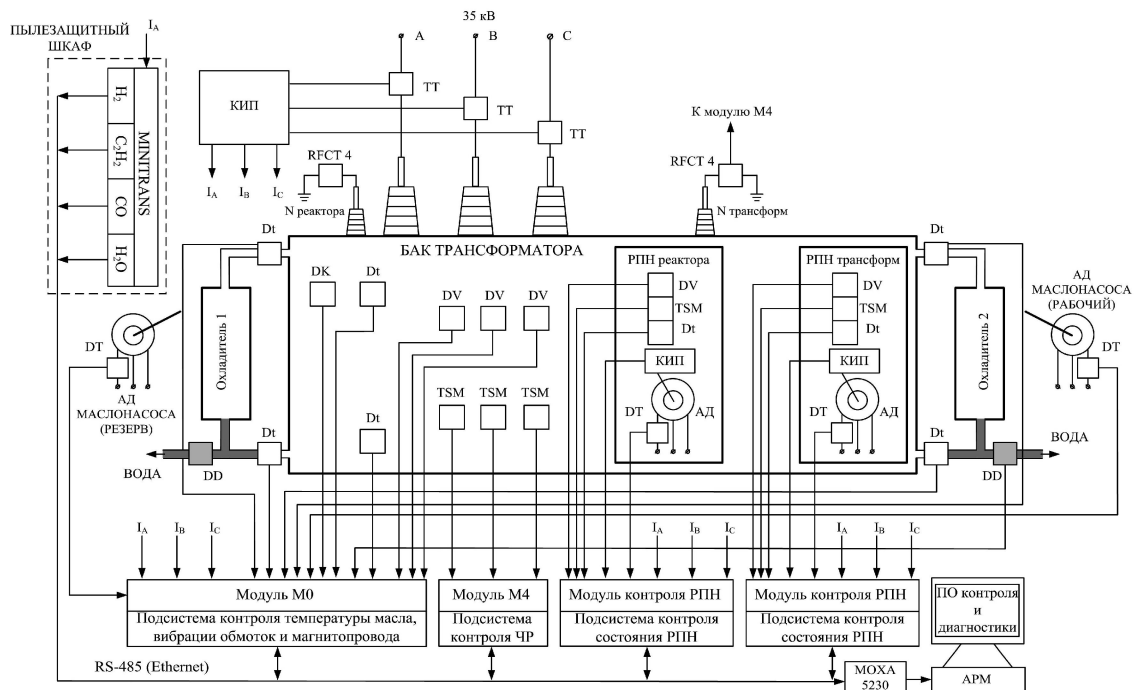 35 кВ
ПЫЛЕЗАЩИТНЫЙ
ШКАФ
I_A
A
B
C
H₂
C₂H₂
CO
H₂O
MINITRANS
КИП
ТТ
ТТ
ТТ
I_A
I_B
I_C
RFCT 4
N реактора
К модулю М4
RFCT 4
N трансформ
Dt
БАК ТРАНСФОРМАТОРА
Dt
DK
Dt
DV
DV
DV
РПН реактора
DV
TSM
Dt
КИП
DT
АД
РПН трансформ
DV
TSM
Dt
КИП
DT
АД
Охладитель 1
Охладитель 2
DT
АД
МАСЛОНАСОСА
(РЕЗЕРВ)
АД
МАСЛОНАСОСА
(РАБОЧИЙ)
DT
TSM
TSM
TSM
Dt
Dt
Dt
ВОДА
DD
DD
ВОДА
I_A
I_B
I_C
I_A
I_B
I_C
I_A
I_B
I_C
Модуль М0
Подсистема контроля температуры масла,
вибрации обмоток и магнитопровода
Модуль М4
Подсистема
контроля ЧР
Модуль контроля РПН
Подсистема контроля
состояния РПН
Модуль контроля РПН
Подсистема контроля
состояния РПН
ПО контроля
и
диагностики
RS-485 (Ethernet)
МОХА
5230
АРМ